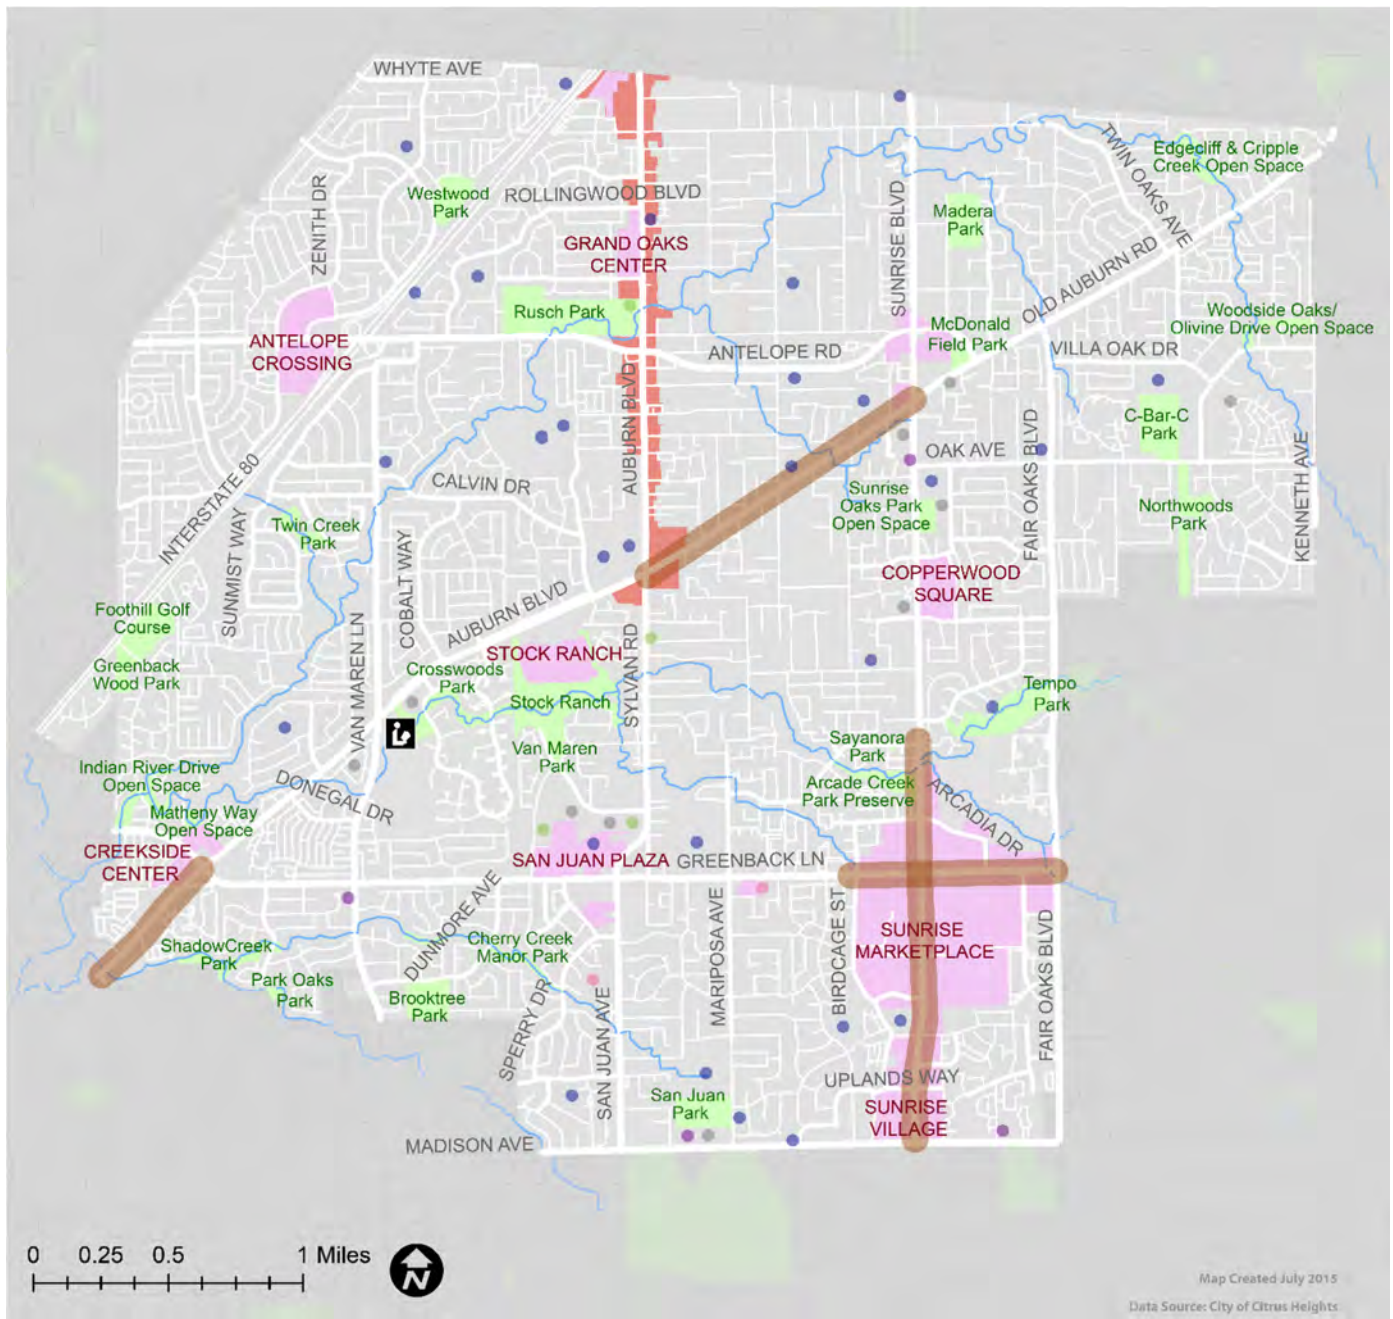 WHYTE AVE
TWIN OAKS AVE
Edgecliff & Cripple
Creek Open Space
Westwood
Park
ROLLINGWOOD BLVD
ZENITH DR
SUNRISE BLVD
Madera
Park
GRAND OAKS
CENTER
OLD AUBURN RD
Rusch Park
Woodside Oaks/
Olivine Drive Open Space
ANTELOPE
CROSSING
McDonald
Field Park
ANTELOPE RD
VILLA OAK DR
AUBURN BLVD
C-Bar-C
Park
FAIR OAKS BLVD
OAK AVE
KENNETH AVE
INTERSTATE 80
CALVIN DR
Sunrise
Oaks Park
Open Space
Northwoods
Park
Twin Creek
Park
SUNMIST WAY
COBALT WAY
COPPERWOOD
SQUARE
AUBURN BLVD
Foothill Golf
Course
VAN MAREN LN
STOCK RANCH
SYLVAN RD
Greenback
Wood Park
Crosswoods
Park
Stock Ranch
Tempo
Park
Van Maren
Park
Sayanora
Park
Indian River Drive
Open Space
DONEGAL DR
Arcade Creek
Park Preserve
ARCADIA DR
Matheny Way
Open Space
CREEKSIDE
CENTER
SAN JUAN PLAZA
GREENBACK LN
DUNMORE AVE
MARIPOSA AVE
BIRDCAGE ST
SUNRISE
MARKETPLACE
FAIR OAKS BLVD
ShadowCreek
Park
Cherry Creek
Manor Park
Park Oaks
Park
Brooktree
Park
SPERRY DR
SAN JUAN AVE
UPLANDS WAY
San Juan
Park
SUNRISE
VILLAGE
MADISON AVE
0 0.25 0.5 1 Miles
N
Map Created July 2015
Data Source: City of Citrus Heights